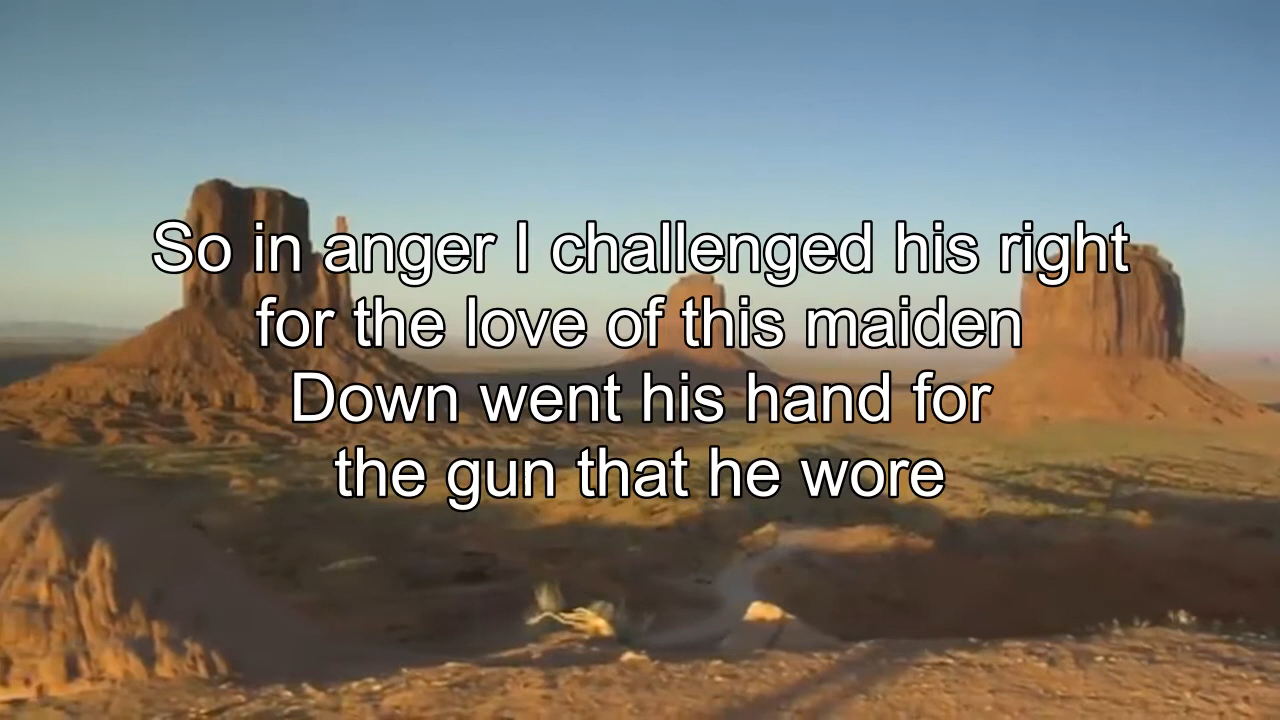 So in anger I challenged his right
for the love of this maiden
Down went his hand for
the gun that he wore